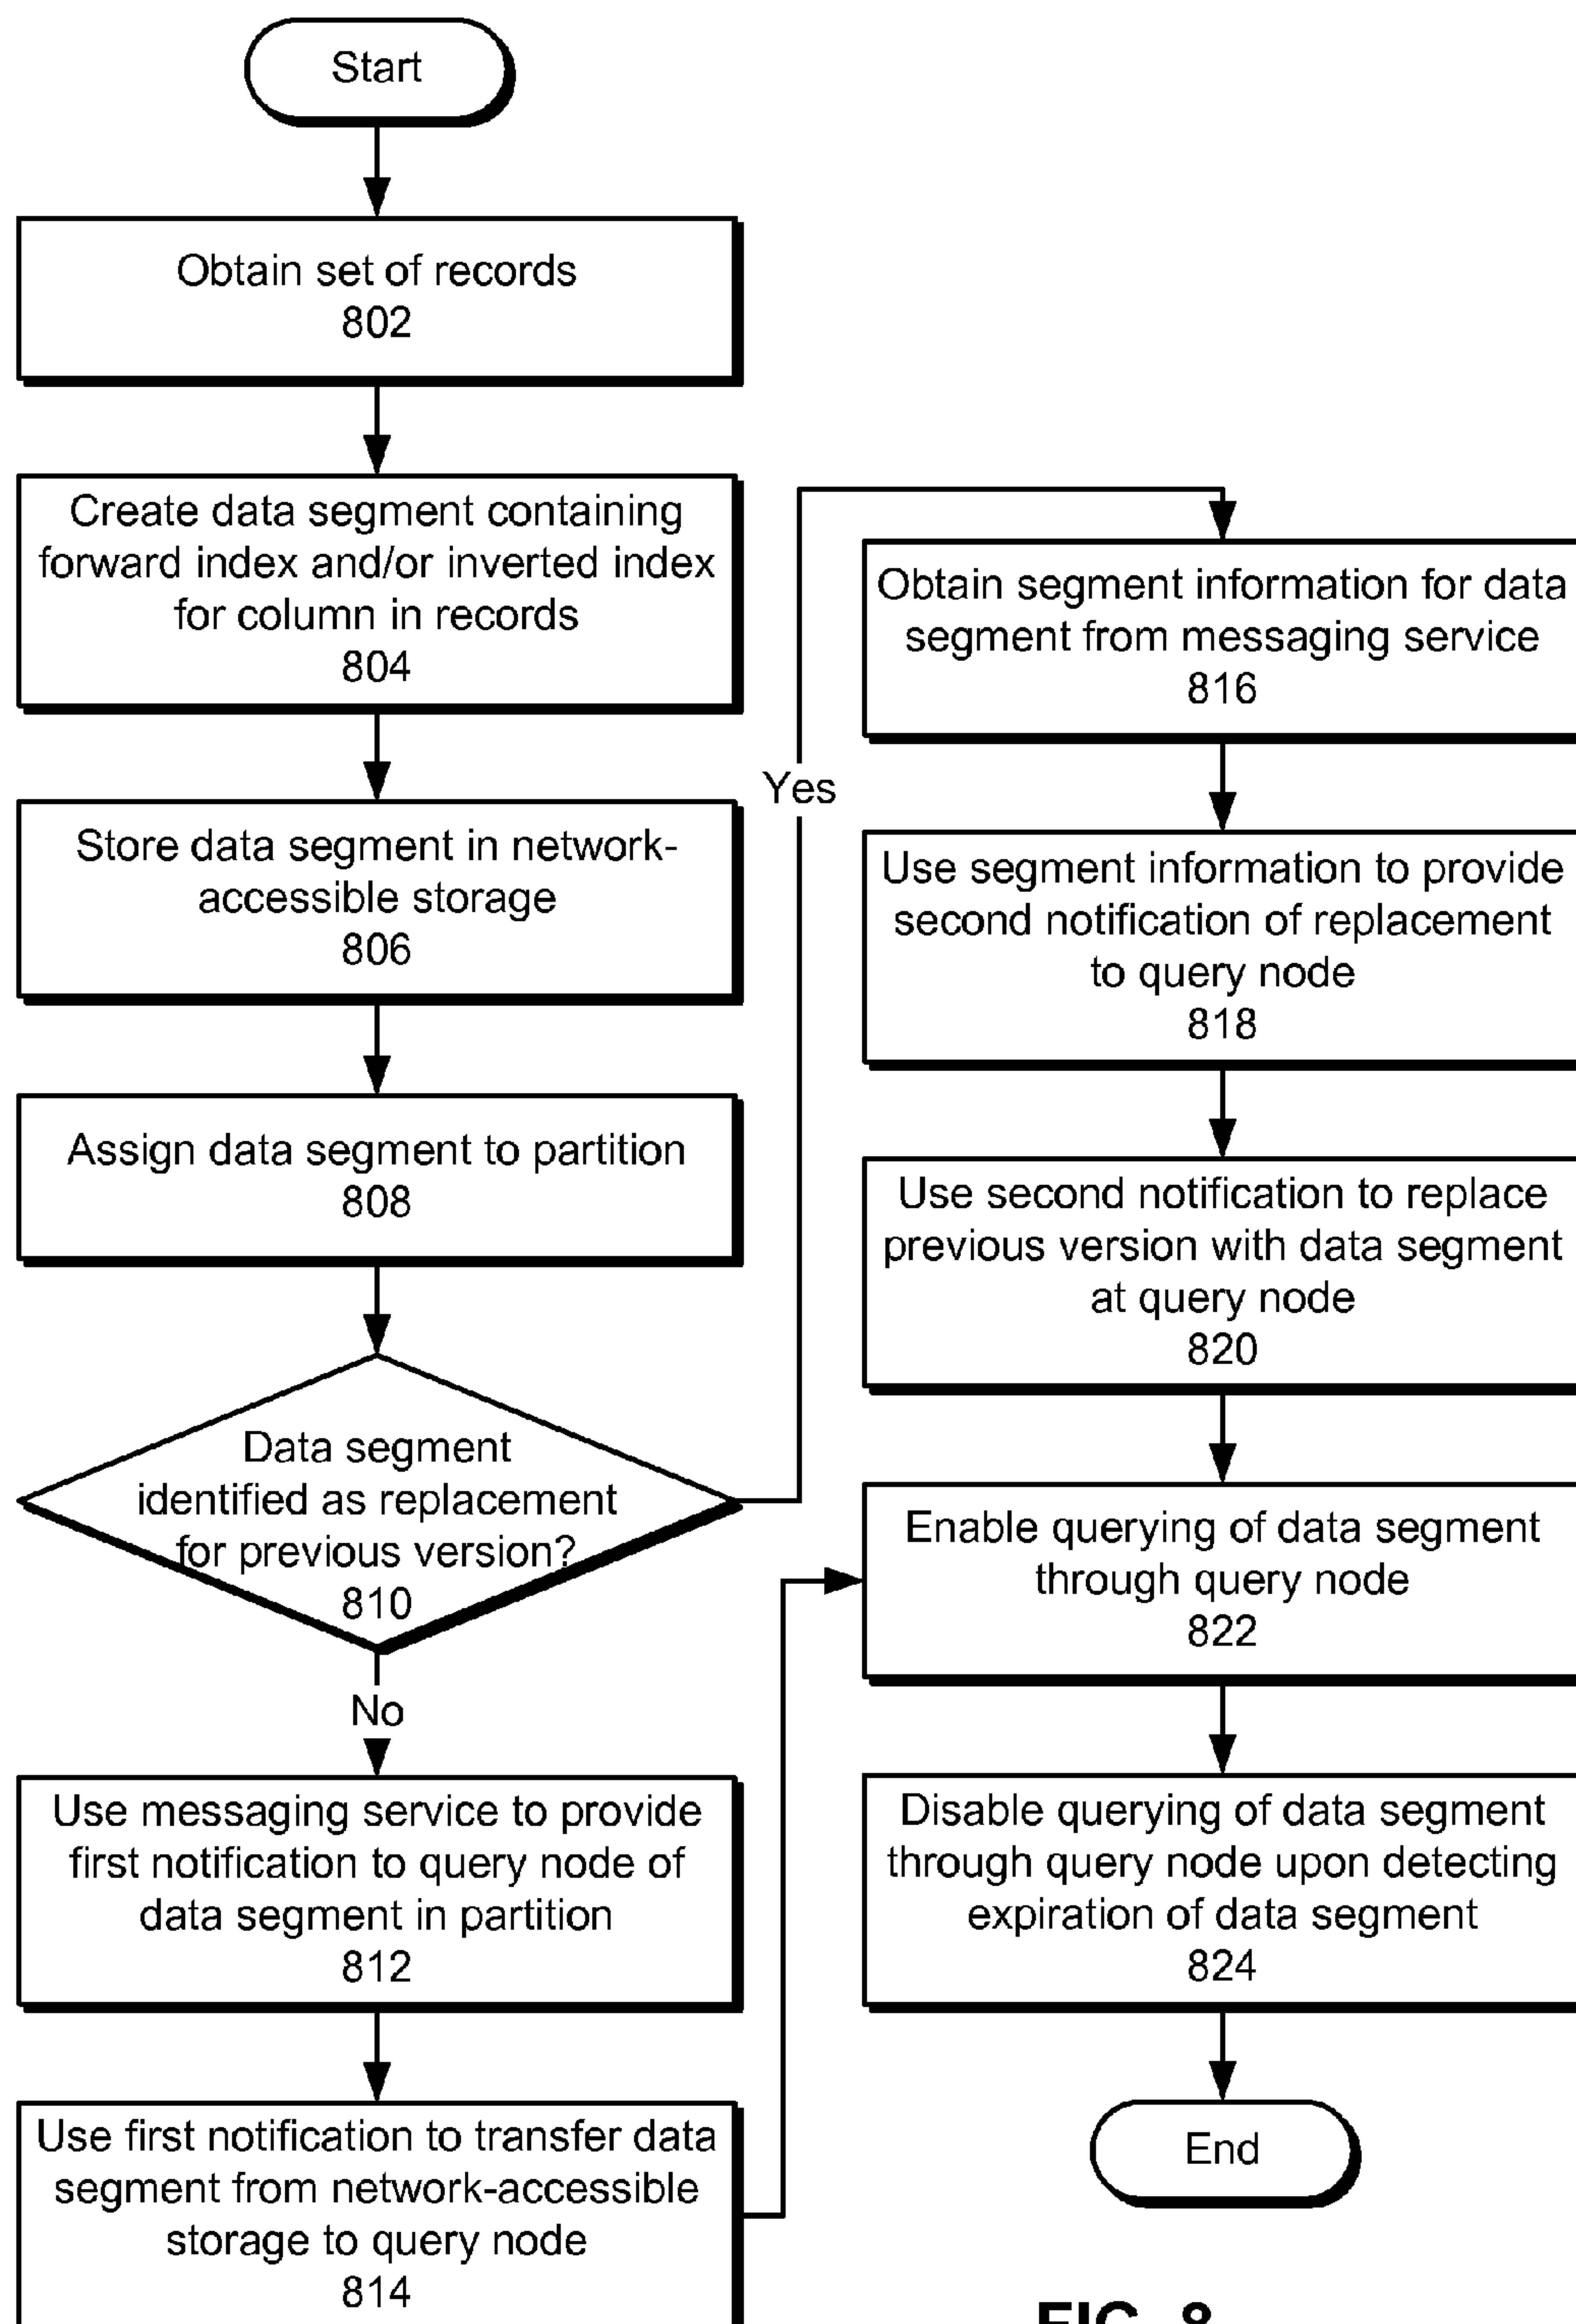 Start
Obtain set of records
802
Create data segment containing
forward index and/or inverted index
for column in records
804
Store data segment in network-
accessible storage
806
Assign data segment to partition
808
Data segment
identified as replacement
for previous version?
810
Yes
No
Use messaging service to provide
first notification to query node of
data segment in partition
812
Use first notification to transfer data
segment from network-accessible
storage to query node
814
Obtain segment information for data
segment from messaging service
816
Use segment information to provide
second notification of replacement
to query node
818
Use second notification to replace
previous version with data segment
at query node
820
Enable querying of data segment
through query node
822
Disable querying of data segment
through query node upon detecting
expiration of data segment
824
End
FIG. 8